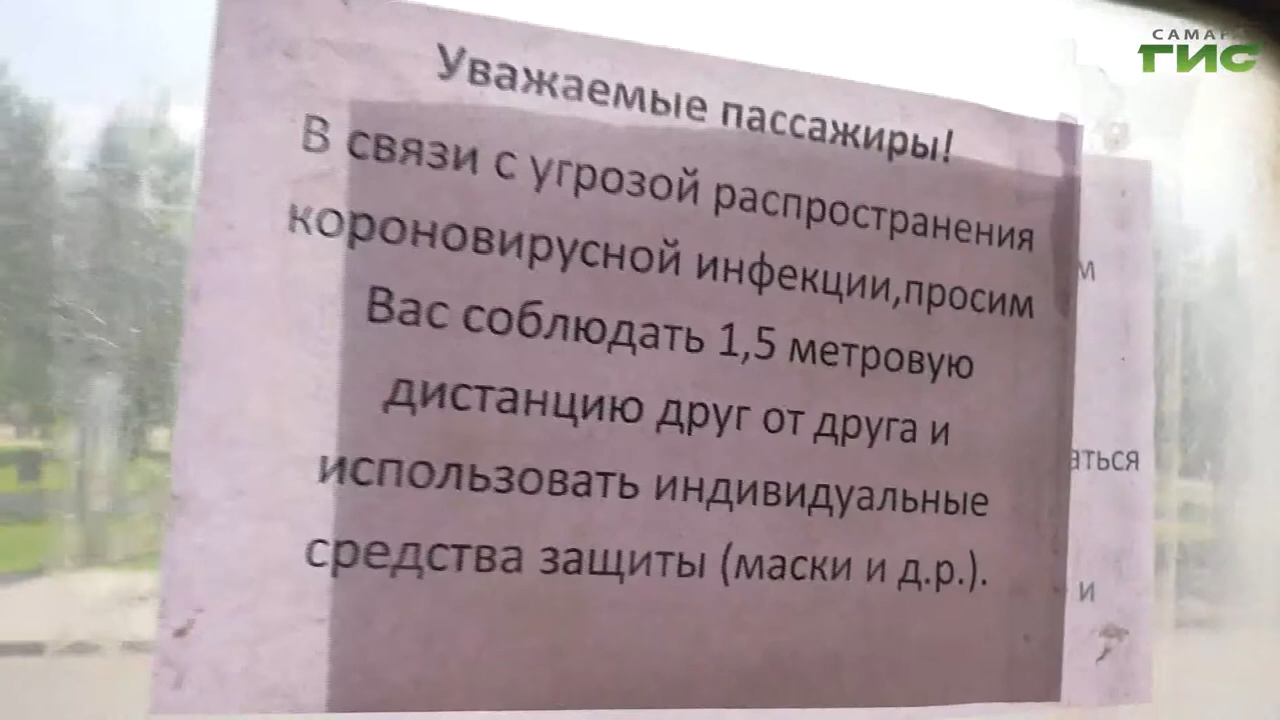 САМАРА
ГИС
Уважаемые пассажиры!
В связи с угрозой распространения
короновирусной инфекции,просим
Вас соблюдать 1,5 метровую
дистанцию друг от друга и
использовать индивидуальные
средства защиты (маски и д.р.).
м
аться
и